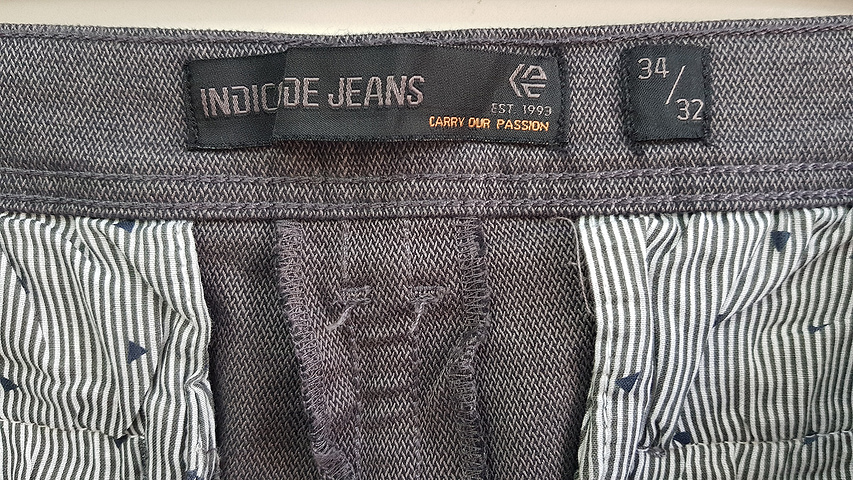 INDICODE JEANS
EST. 1993
CARRY OUR PASSION
34/32